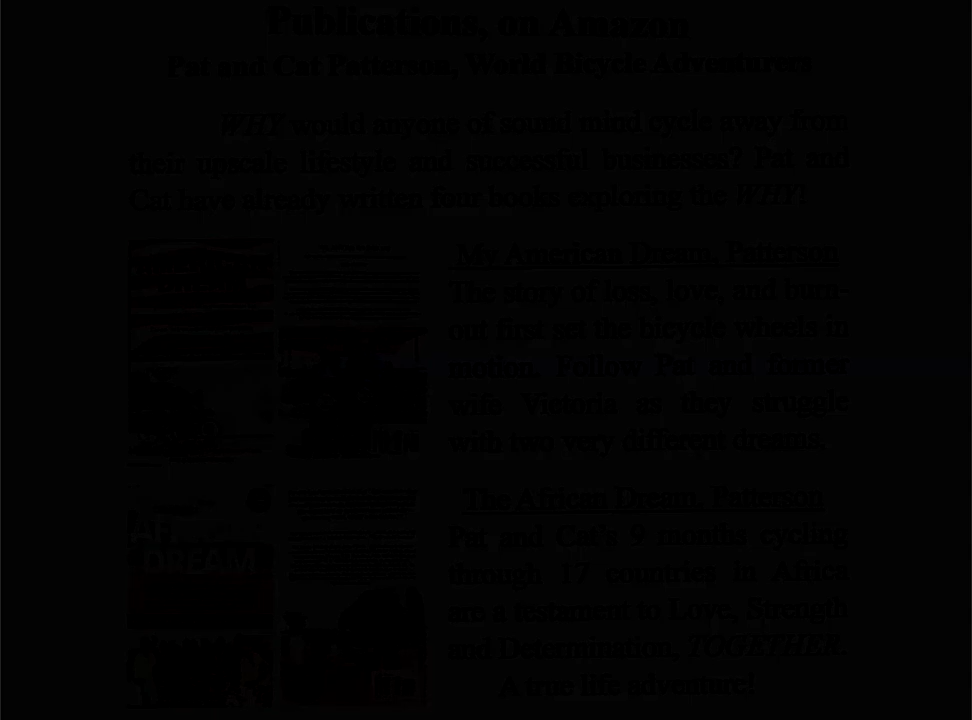 Publications, on Amazon
Pat and Cat Patterson, World Bicycle Adventurers
WHY would anyone of sound mind cycle away from
their upscale lifestyle and successful businesses? Pat and
Cat have already written four books exploring the WHY?
My American Dream, Patterson
The story of loss, love, and burn-
out first set the bicycle wheels in
motion. Follow Pat and former
wife Victoria as they struggle
with two very different dreams.
The African Dream, Patterson
Pat and Cat's 9 months cycling
through 17 countries in Africa
are a testament to Love, Strength
and Determination, TOGETHER.
A true life adventure!
DREAM